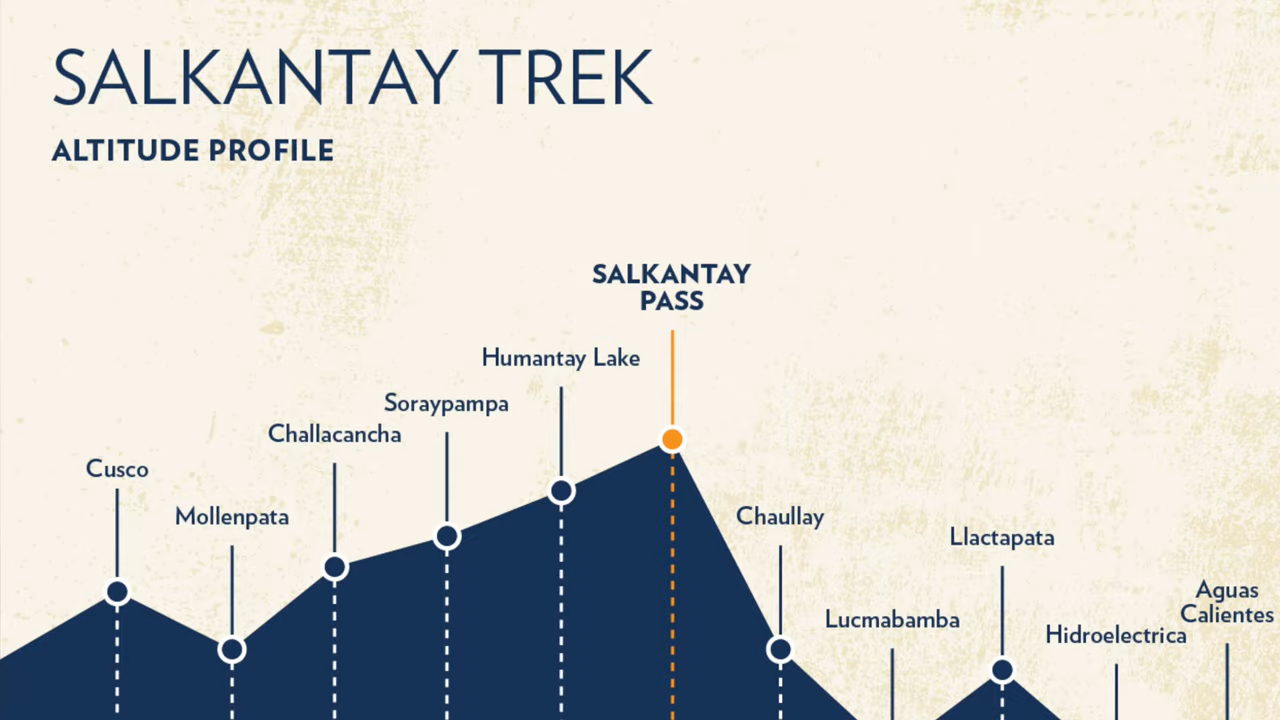 SALKANTAY TREK
ALTITUDE PROFILE
SALKANTAY
PASS
Humantay Lake
Soraypampa
Challacancha
Cusco
Mollenpata
Chaullay
Llactapata
Aguas
Calientes
Lucmabamba
Hidroelectrica